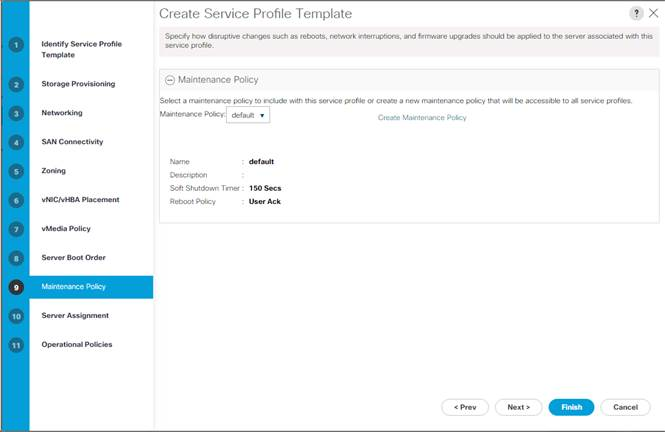 Create Service Profile Template
?
Specify how disruptive changes such as reboots, network interruptions, and firmware upgrades should be applied to the server associated with this
service profile.
1 Identify Service Profile
Template
2 Storage Provisioning
3 Networking
4 SAN Connectivity
5 Zoning
6 vNIC/vHBA Placement
7 vMedia Policy
8 Server Boot Order
9 Maintenance Policy
10 Server Assignment
11 Operational Policies
Maintenance Policy
Select a maintenance policy to include with this service profile or create a new maintenance policy that will be accessible to all service profiles.
Maintenance Policy: default Create Maintenance Policy
Name : default
Description :
Soft Shutdown Timer : 150 Secs
Reboot Policy : User Ack
< Prev Next > Finish Cancel